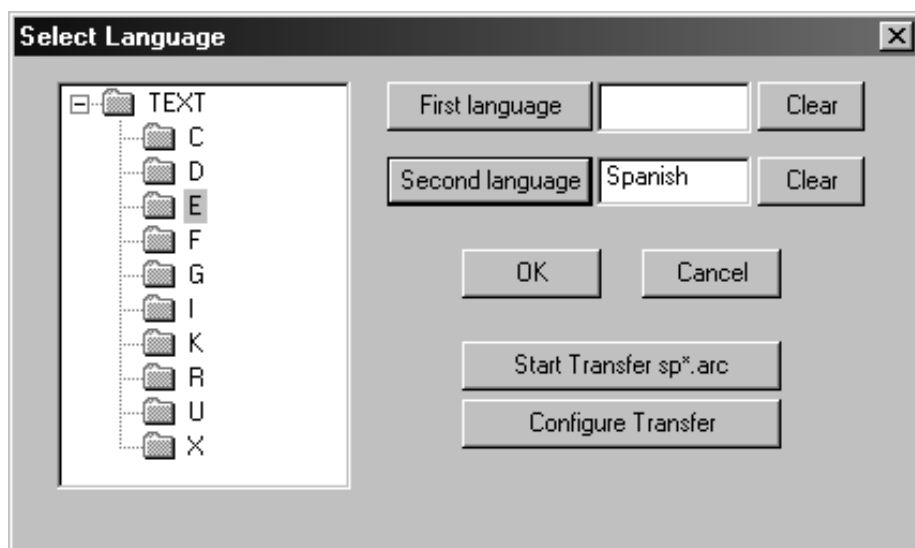 Select Language
TEXT
C
D
E
F
G
I
K
R
U
X
First language
Clear
Second language
Spanish
Clear
OK
Cancel
Start Transfer sp*.arc
Configure Transfer